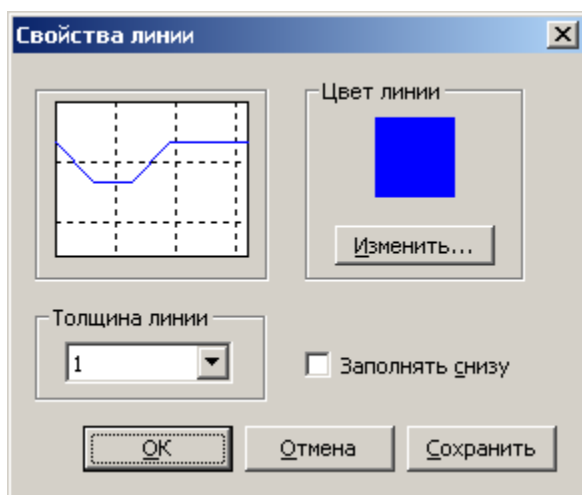 Свойства линии
Цвет линии
Изменить...
Толщина линии
1
Заполнять снизу
OK
Отмена
Сохранить